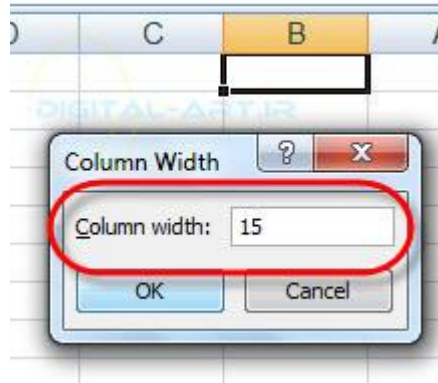 D C B A
DIGITAL-ART.IR
Column Width
Column width: 15
OK Cancel